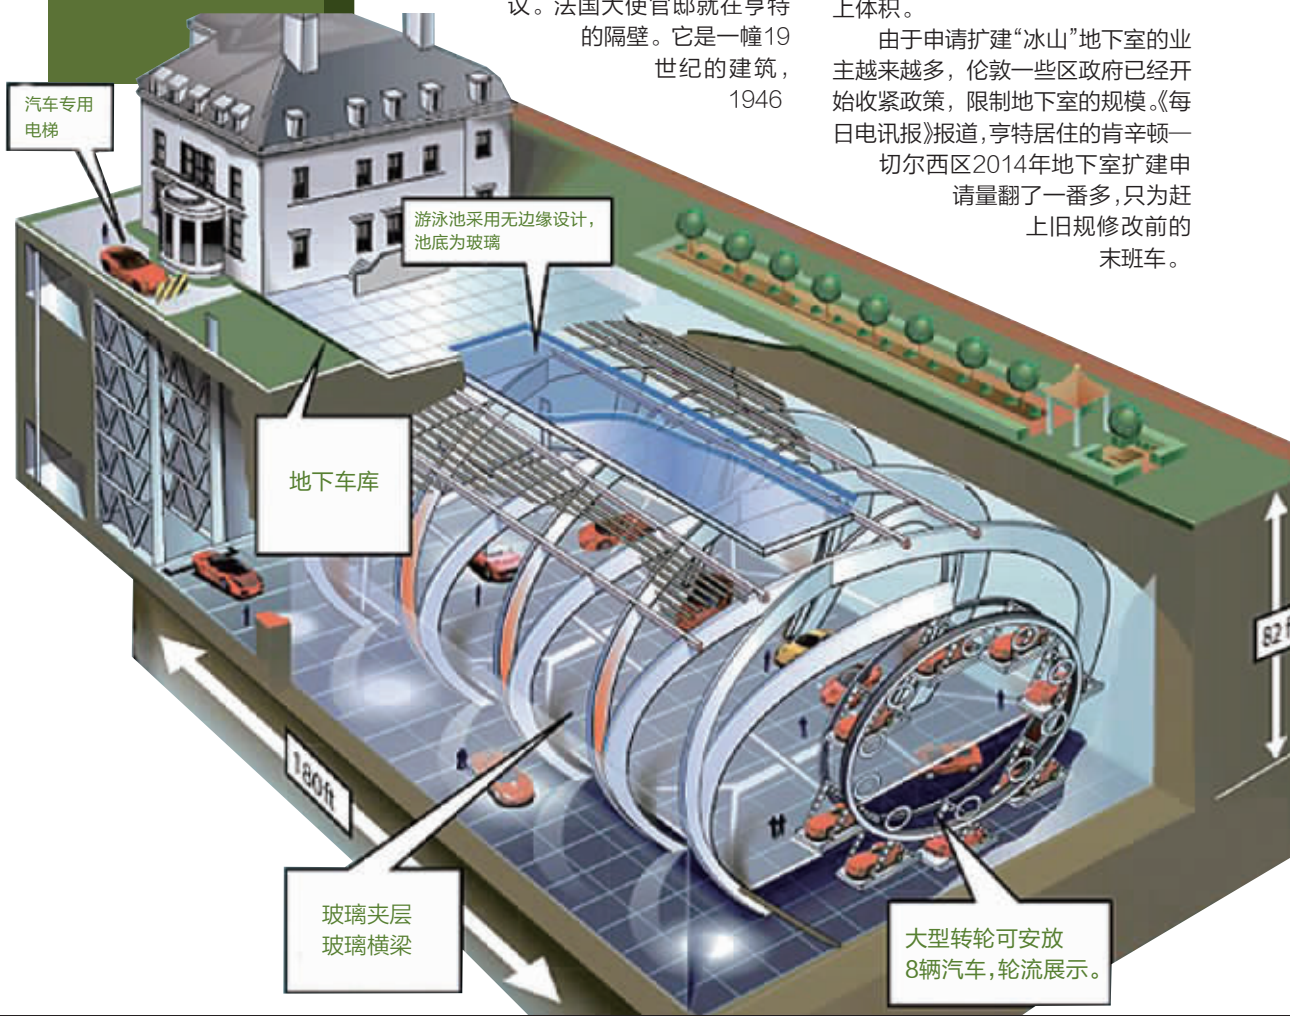 议。法国大使官邸就在亨特
的隔壁。它是一幢19
世纪的建筑，
1946
上体积。
由于申请扩建“冰山”地下室的业
主越来越多，伦敦一些区政府已经开
始收紧政策，限制地下室的规模。《每
日电讯报》报道，亨特居住的肯辛顿—
切尔西区2014年地下室扩建申
请量翻了一番多，只为赶
上旧规修改前的
末班车。
汽车专用
电梯
游泳池采用无边缘设计，
池底为玻璃
地下车库
82f
180ft
玻璃夹层
玻璃横梁
大型转轮可安放
8辆汽车，轮流展示。